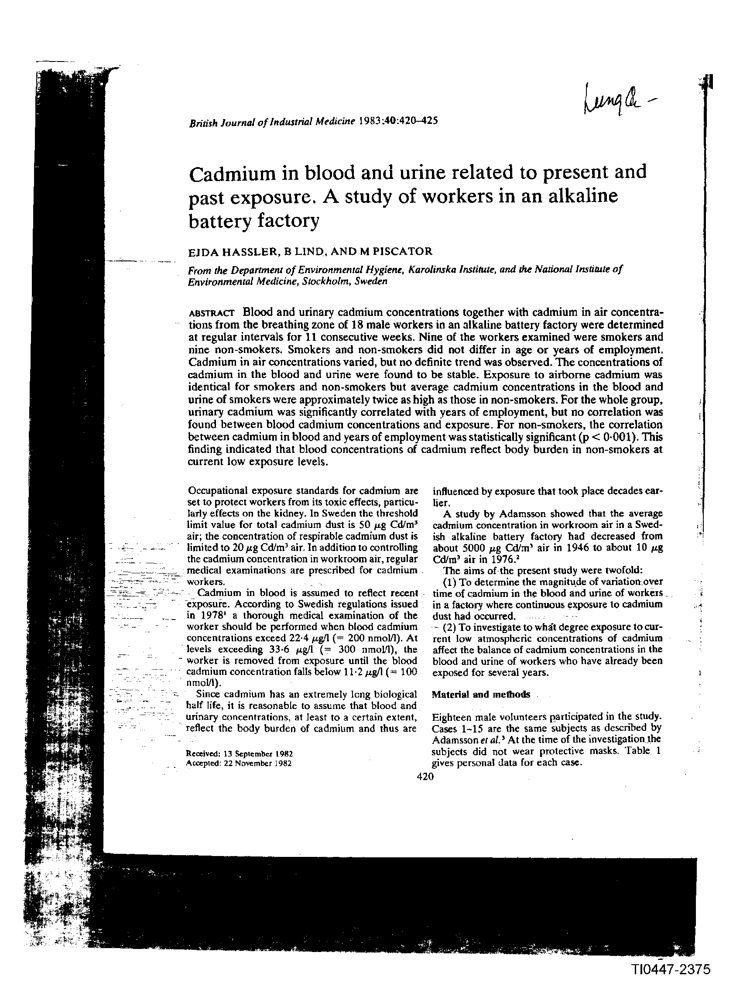 British Journal of Industrial Medicine 1983;40:420–425
Cadmium in blood and urine related to present and
past exposure. A study of workers in an alkaline
battery factory
EJDA HASSLER, B LIND, AND M PISCATOR
From the Department of Environmental Hygiene, Karolinska Institute, and the National Institute of
Environmental Medicine, Stockholm, Sweden
ABSTRACT Blood and urinary cadmium concentrations together with cadmium in air concentra-
tions from the breathing zone of 18 male workers in an alkaline battery factory were determined
at regular intervals for 11 consecutive weeks. Nine of the workers examined were smokers and
nine non-smokers. Smokers and non-smokers did not differ in age or years of employment.
Cadmium in air concentrations varied, but no definite trend was observed. The concentrations of
cadmium in the blood and urine were found to be stable. Exposure to airborne cadmium was
identical for smokers and non-smokers but average cadmium concentrations in the blood and
urine of smokers were approximately twice as high as those in non-smokers. For the whole group,
urinary cadmium was significantly correlated with years of employment, but no correlation was
found between blood cadmium concentrations and exposure. For non-smokers, the correlation
between cadmium in blood and years of employment was statistically significant (p < 0·001). This
finding indicated that blood concentrations of cadmium reflect body burden in non-smokers at
current low exposure levels.
Occupational exposure standards for cadmium are
set to protect workers from its toxic effects, particu-
larly effects on the kidney. In Sweden the threshold
limit value for total cadmium dust is 50 µg Cd/m³
air; the concentration of respirable cadmium dust is
limited to 20 µg Cd/m³ air. In addition to controlling
the cadmium concentration in workroom air, regular
medical examinations are prescribed for cadmium
workers.
Cadmium in blood is assumed to reflect recent
exposure. According to Swedish regulations issued
in 1978¹ a thorough medical examination of the
worker should be performed when blood cadmium
concentrations exceed 22·4 µg/l (= 200 nmol/l). At
levels exceeding 33·6 µg/l (= 300 nmol/l), the
worker is removed from exposure until the blood
cadmium concentration falls below 11·2 µg/l (= 100
nmol/l).
Since cadmium has an extremely long biological
half life, it is reasonable to assume that blood and
urinary concentrations, at least to a certain extent,
reflect the body burden of cadmium and thus are
Received: 13 September 1982
Accepted: 22 November 1982
influenced by exposure that took place decades ear-
lier.
A study by Adamsson showed that the average
cadmium concentration in workroom air in a Swed-
ish alkaline battery factory had decreased from
about 5000 µg Cd/m³ air in 1946 to about 10 µg
Cd/m³ air in 1976.²
The aims of the present study were twofold:
(1) To determine the magnitude of variation over
time of cadmium in the blood and urine of workers
in a factory where continuous exposure to cadmium
dust had occurred.
(2) To investigate to what degree exposure to cur-
rent low atmospheric concentrations of cadmium
affect the balance of cadmium concentrations in the
blood and urine of workers who have already been
exposed for several years.
Material and methods
Eighteen male volunteers participated in the study.
Cases 1–15 are the same subjects as described by
Adamsson et al.³ At the time of the investigation the
subjects did not wear protective masks. Table 1
gives personal data for each case.
420
TI0447-2375